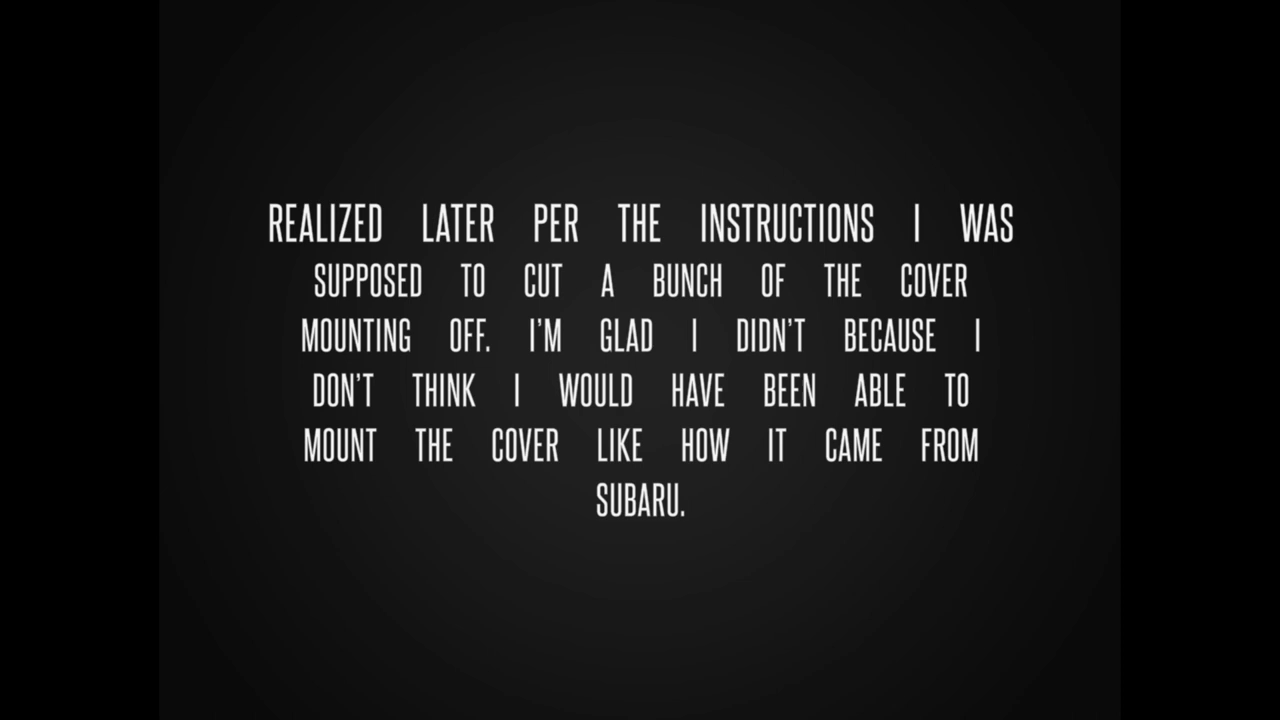 REALIZED LATER PER THE INSTRUCTIONS I WAS
SUPPOSED TO CUT A BUNCH OF THE COVER
MOUNTING OFF. I'M GLAD I DIDN'T BECAUSE I
DON'T THINK I WOULD HAVE BEEN ABLE TO
MOUNT THE COVER LIKE HOW IT CAME FROM
SUBARU.